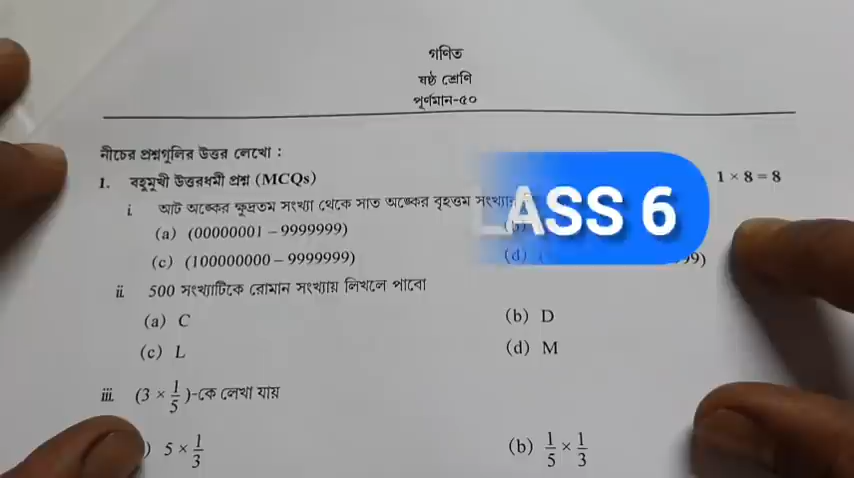 গণিত
ষষ্ঠ শ্রেণি
পূর্ণমান-৫০
নীচের প্রশ্নগুলির উত্তর লেখো :
1. বহুমুখী উত্তরধর্মী প্রশ্ন (MCQs) 1 × 8 = 8
i. আট অঙ্কের ক্ষুদ্রতম সংখ্যা থেকে সাত অঙ্কের বৃহত্তম সংখ্যার
LASS 6
(a) (00000001 – 9999999) (b)
(c) (100000000 – 9999999) (d) ( 99)
ii. 500 সংখ্যাটিকে রোমান সংখ্যায় লিখলে পাবো
(a) C (b) D
(c) L (d) M
iii. (3 × 1/5)-কে লেখা যায়
) 5 × 1/3 (b) 1/5 × 1/3